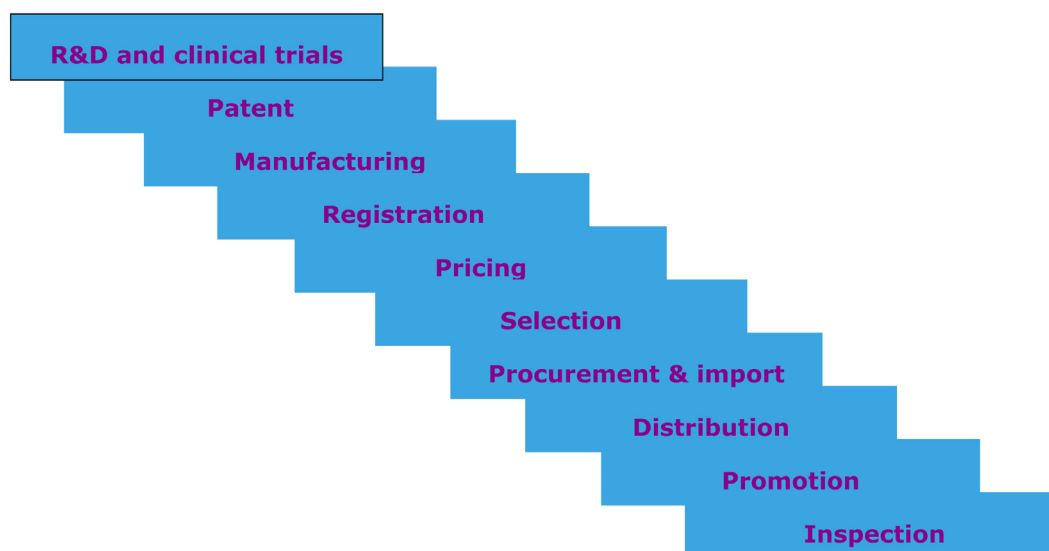 R&D and clinical trials
Patent
Manufacturing
Registration
Pricing
Selection
Procurement & import
Distribution
Promotion
Inspection